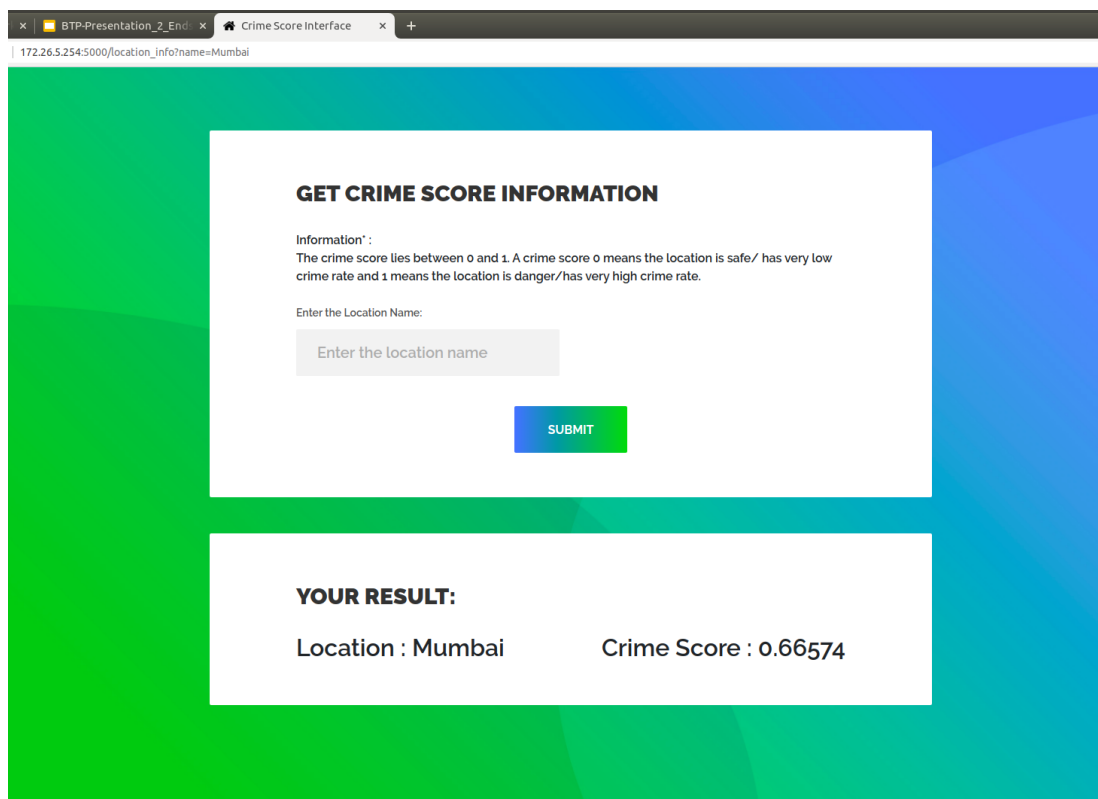 BTP-Presentation_2_Ends
Crime Score Interface
172.26.5.254:5000/location_info?name=Mumbai
GET CRIME SCORE INFORMATION
Information* :
The crime score lies between 0 and 1. A crime score 0 means the location is safe/ has very low
crime rate and 1 means the location is danger/has very high crime rate.
Enter the Location Name:
Enter the location name
SUBMIT
YOUR RESULT:
Location : Mumbai
Crime Score : 0.66574